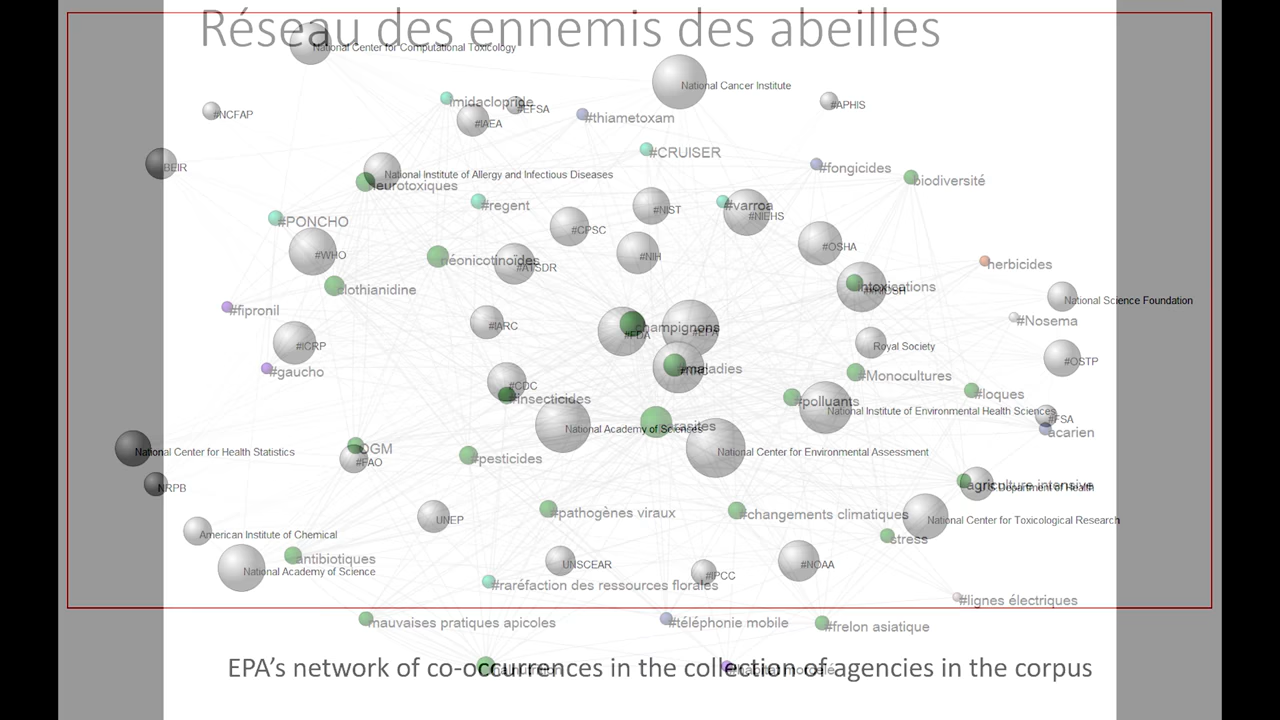 Réseau des ennemis des abeilles
National Center for Computational Toxicology
National Cancer Institute
imidaclopride
#EFSA
#APHIS
#NCFAP
#IAEA
#thiametoxam
#CRUISER
BEIR
National Institute of Allergy and Infectious Diseases
#fongicides
neurotoxiques
biodiversité
#regent
#NIST
#varroa
#PONCHO
#CPSC
#NIEHS
#WHO
#NIH
#OSHA
néonicotinoïdes
#ATSDR
herbicides
clothianidine
intoxications
#NIOSH
National Science Foundation
#fipronil
#IARC
champignons
#FDA
#EPA
#Nosema
#ICRP
Royal Society
#OSTP
#gaucho
#maladies
#Monocultures
#CDC
#insecticides
#polluants
#loques
National Institute of Environmental Health Sciences
#FSA
National Academy of Sciences
parasites
acarien
OGM
National Center for Health Statistics
#FAO
#pesticides
National Center for Environmental Assessment
NRPB
agriculture intensive
Department of Health
#pathogènes viraux
#changements climatiques
UNEP
National Center for Toxicological Research
American Institute of Chemical
stress
antibiotiques
UNSCEAR
#NOAA
National Academy of Science
#IPCC
#raréfaction des ressources florales
#lignes électriques
mauvaises pratiques apicoles
#téléphonie mobile
#frelon asiatique
EPA’s network of co-occurrences in the collection of agencies in the corpus